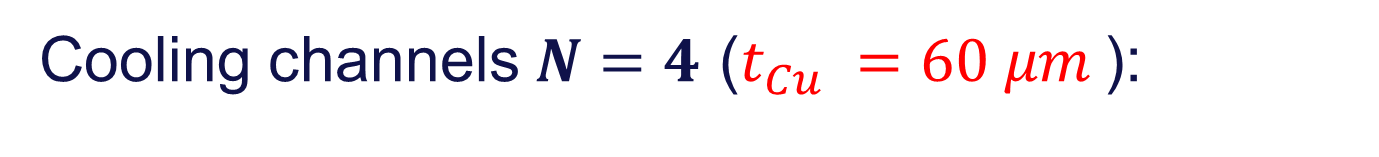 Cooling channels N = 4 (t_Cu = 60 μm ):